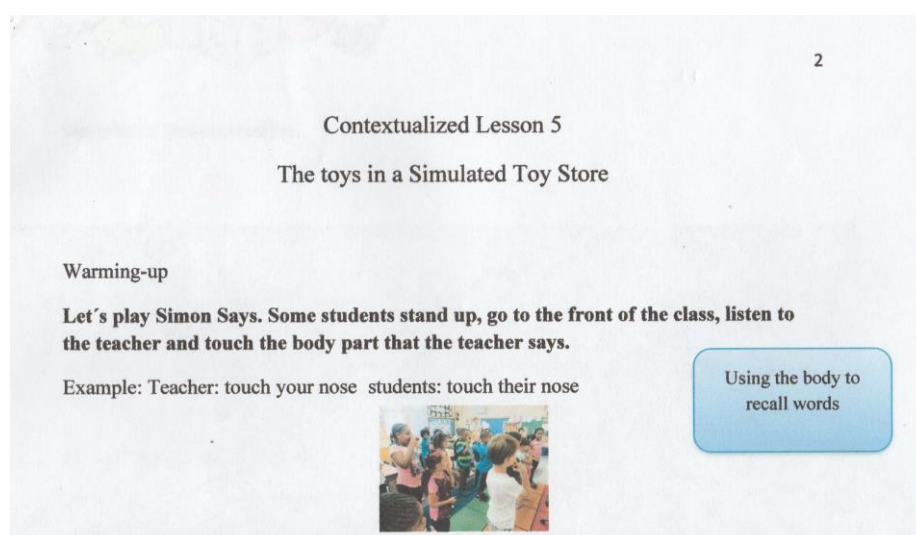 2
Contextualized Lesson 5
The toys in a Simulated Toy Store
Warming-up
Let´s play Simon Says. Some students stand up, go to the front of the class, listen to
the teacher and touch the body part that the teacher says.
Example: Teacher: touch your nose students: touch their nose
Using the body to
recall words